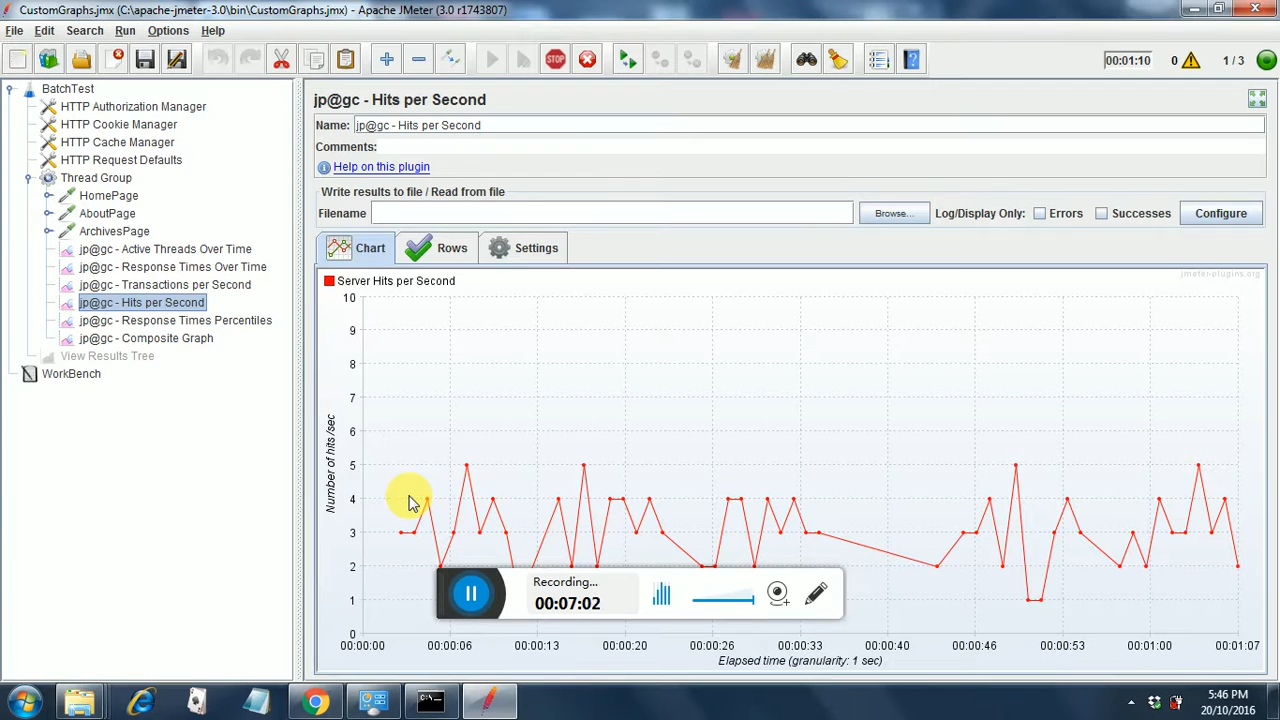 CustomGraphs.jmx (C:\apache-jmeter-3.0\bin\CustomGraphs.jmx) - Apache JMeter (3.0 r1743807)
File Edit Search Run Options Help
STOP
?
00:01:10 0 1 / 3
BatchTest
HTTP Authorization Manager
HTTP Cookie Manager
HTTP Cache Manager
HTTP Request Defaults
Thread Group
HomePage
AboutPage
ArchivesPage
jp@gc - Active Threads Over Time
jp@gc - Response Times Over Time
jp@gc - Transactions per Second
jp@gc - Hits per Second
jp@gc - Response Times Percentiles
jp@gc - Composite Graph
View Results Tree
WorkBench
jp@gc - Hits per Second
Name: jp@gc - Hits per Second
Comments:
Help on this plugin
Write results to file / Read from file
Filename Browse... Log/Display Only: Errors Successes Configure
Chart Rows Settings
Server Hits per Second
jmeter-plugins.org
10
9
8
7
6
5
4
3
2
1
0
Number of hits /sec
00:00:00 00:00:06 00:00:13 00:00:20 00:00:26 00:00:33 00:00:40 00:00:46 00:00:53 00:01:00 00:01:07
Elapsed time (granularity: 1 sec)
Recording...
00:07:02
C:\
5:46 PM
20/10/2016